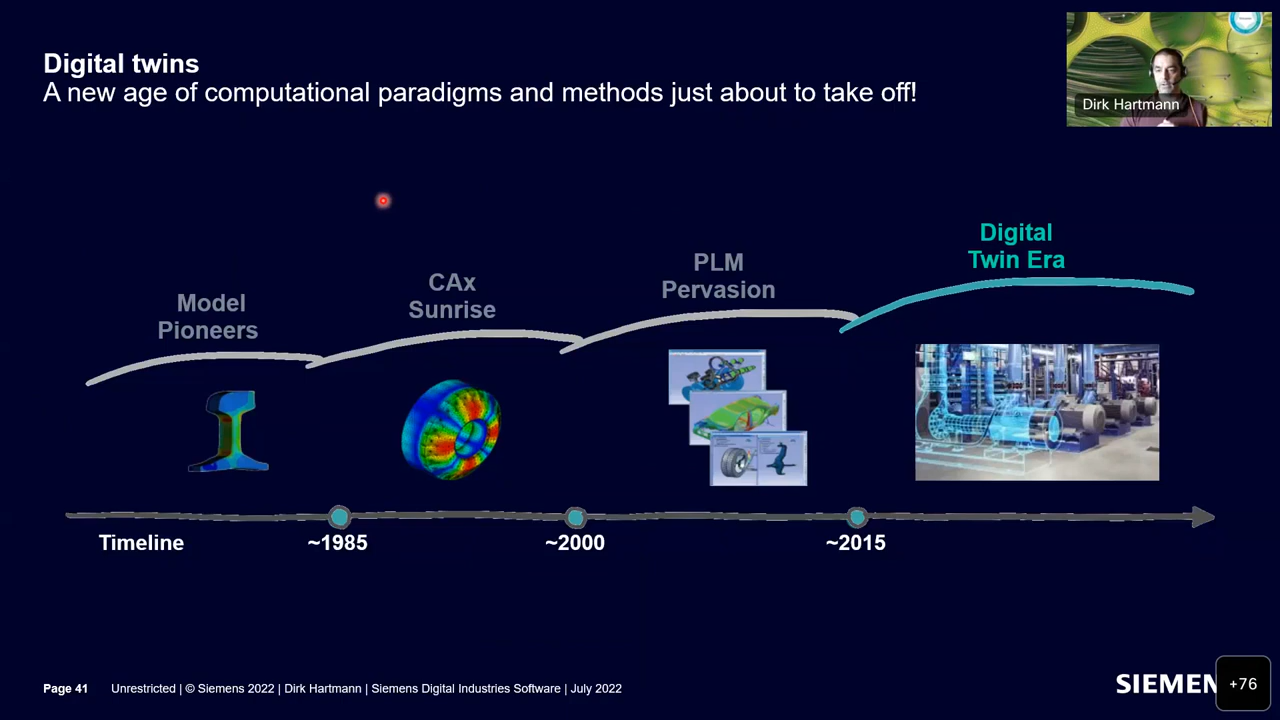 Digital twins
A new age of computational paradigms and methods just about to take off!
Dirk Hartmann
Digital
Twin Era
PLM
Pervasion
CAx
Sunrise
Model
Pioneers
Timeline
~1985
~2000
~2015
Page 41 Unrestricted | © Siemens 2022 | Dirk Hartmann | Siemens Digital Industries Software | July 2022
SIEMEN
+76